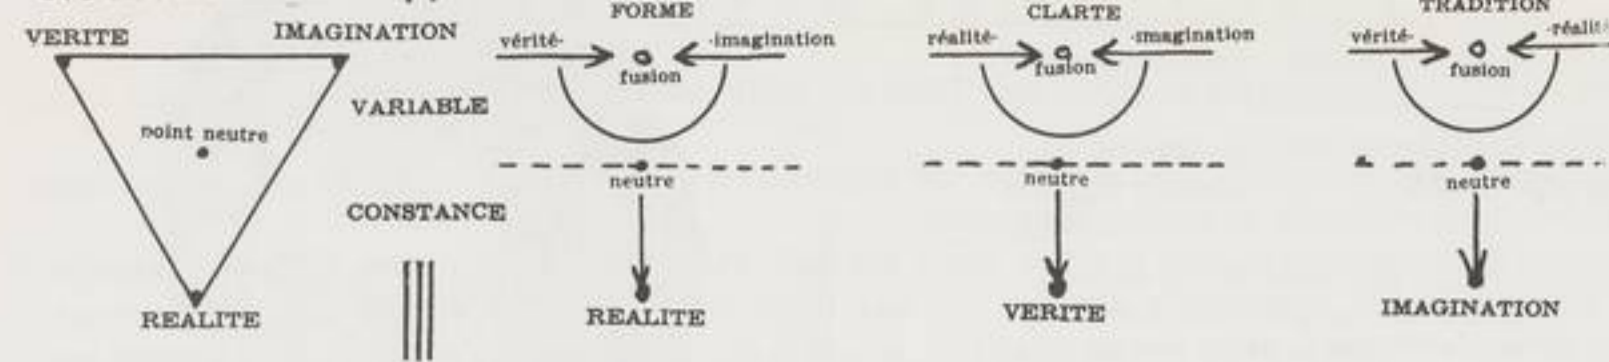 VERITE
IMAGINATION
point neutre
REALITE
VARIABLE
CONSTANCE
FORME
vérité
imagination
fusion
neutre
REALITE
CLARTE
réalité
imagination
fusion
neutre
VERITE
TRADITION
vérité
fusion
neutre
IMAGINATION